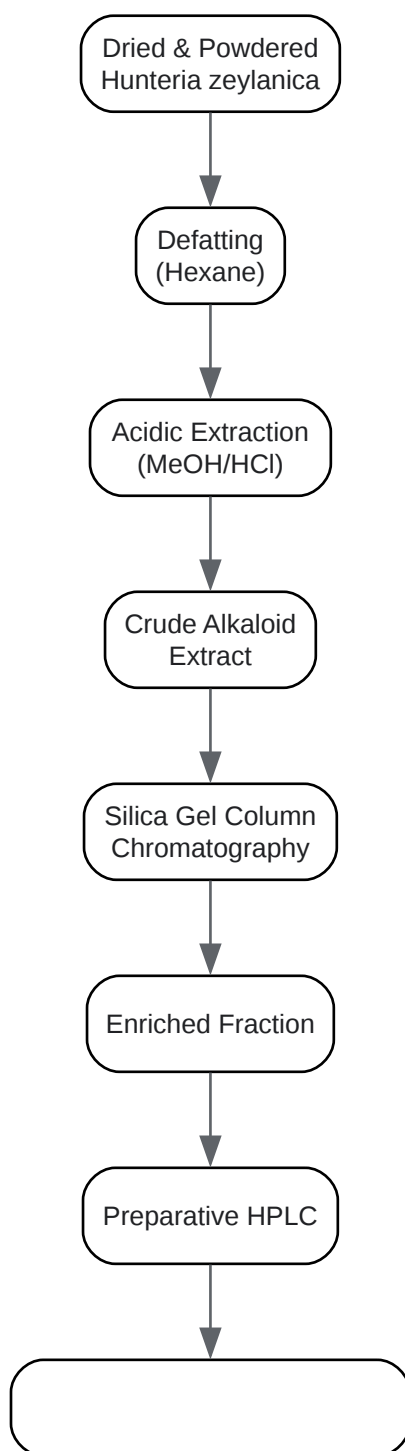 Dried & Powdered
Hunteria zeylanica
Defatting
(Hexane)
Acidic Extraction
(MeOH/HCl)
Crude Alkaloid
Extract
Silica Gel Column
Chromatography
Enriched Fraction
Preparative HPLC